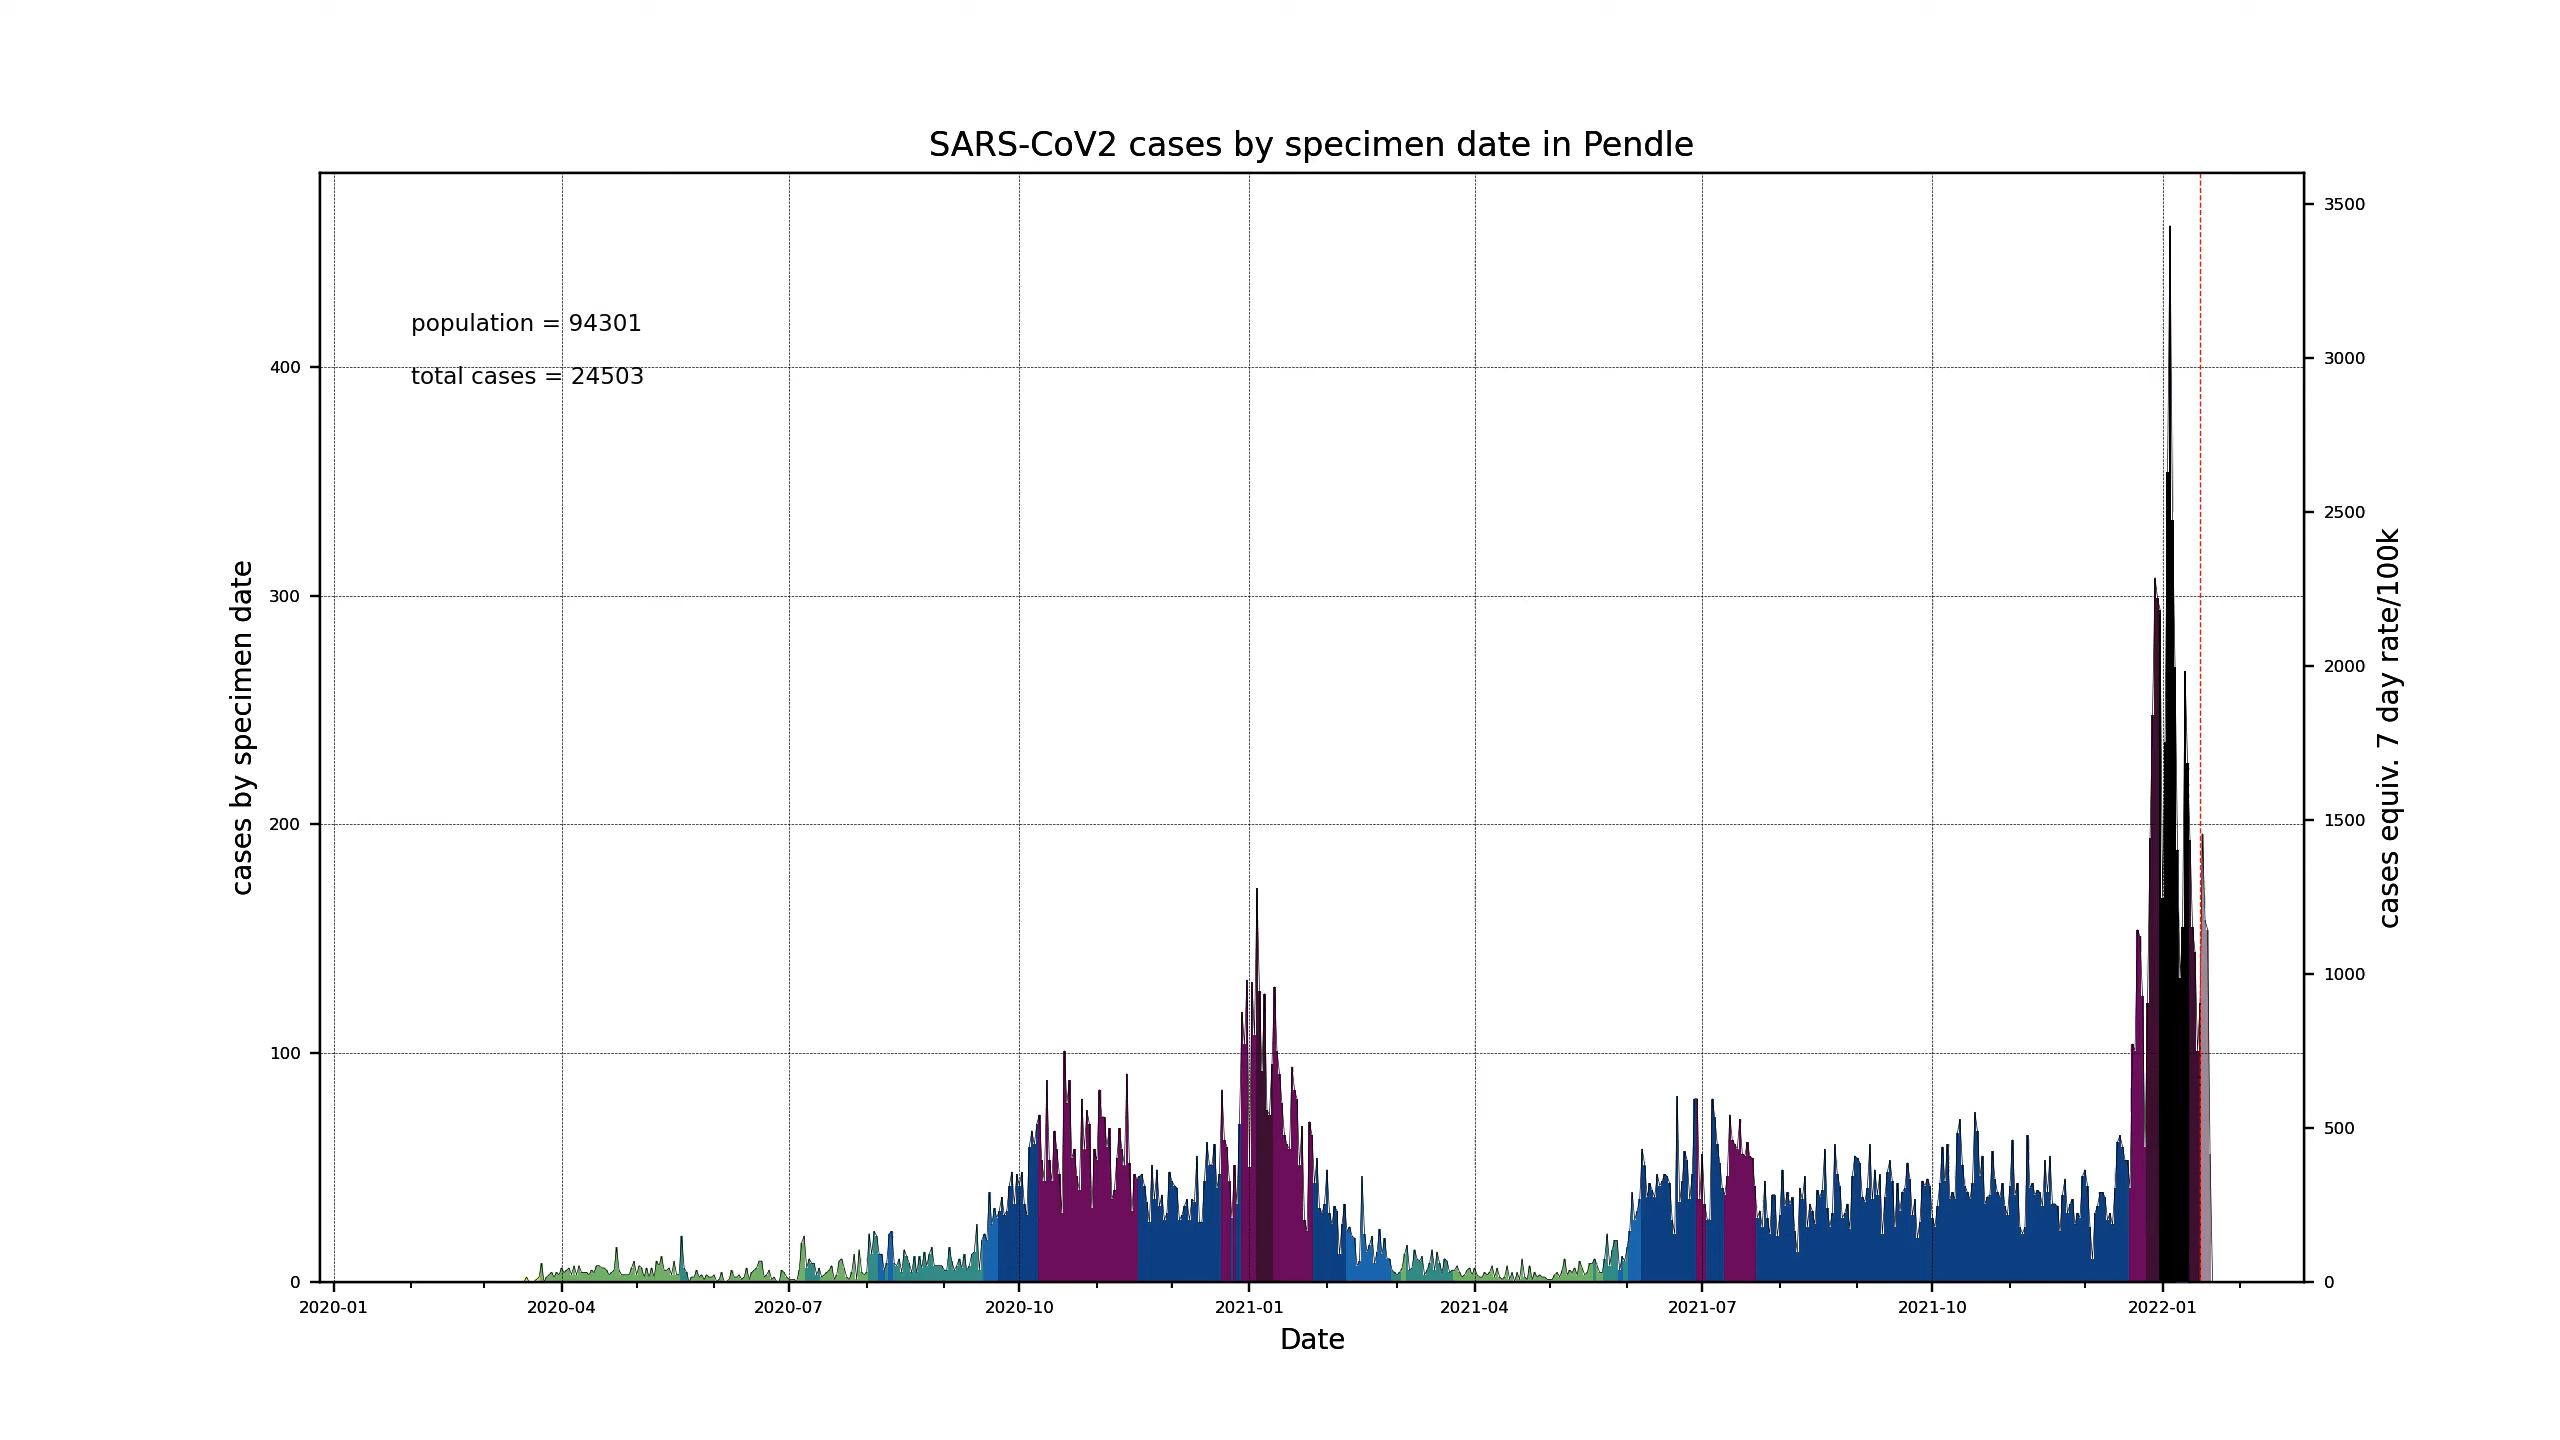 SARS-CoV2 cases by specimen date in Pendle
population = 94301
total cases = 24503
cases by specimen date
400
300
200
100
0
3500
3000
2500
2000
1500
1000
500
0
cases equiv. 7 day rate/100k
2020-01 2020-04 2020-07 2020-10 2021-01 2021-04 2021-07 2021-10 2022-01
Date